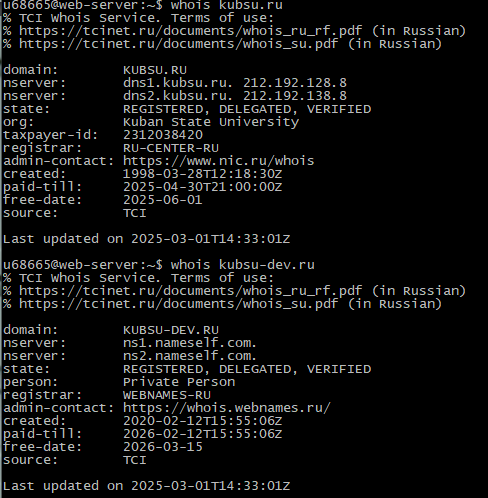 u68665@web-server:~$ whois kubsu.ru
% TCI Whois Service. Terms of use:
% https://tcinet.ru/documents/whois_ru_rf.pdf (in Russian)
% https://tcinet.ru/documents/whois_su.pdf (in Russian)

domain:        KUBSU.RU
nserver:       dns1.kubsu.ru. 212.192.128.8
nserver:       dns2.kubsu.ru. 212.192.138.8
state:         REGISTERED, DELEGATED, VERIFIED
org:           Kuban State University
taxpayer-id:   2312038420
registrar:     RU-CENTER-RU
admin-contact: https://www.nic.ru/whois
created:       1998-03-28T12:18:30Z
paid-till:     2025-04-30T21:00:00Z
free-date:     2025-06-01
source:        TCI

Last updated on 2025-03-01T14:33:01Z

u68665@web-server:~$ whois kubsu-dev.ru
% TCI Whois Service. Terms of use:
% https://tcinet.ru/documents/whois_ru_rf.pdf (in Russian)
% https://tcinet.ru/documents/whois_su.pdf (in Russian)

domain:        KUBSU-DEV.RU
nserver:       ns1.nameself.com.
nserver:       ns2.nameself.com.
state:         REGISTERED, DELEGATED, VERIFIED
person:        Private Person
registrar:     WEBNAMES-RU
admin-contact: https://whois.webnames.ru/
created:       2020-02-12T15:55:06Z
paid-till:     2026-02-12T15:55:06Z
free-date:     2026-03-15
source:        TCI

Last updated on 2025-03-01T14:33:01Z